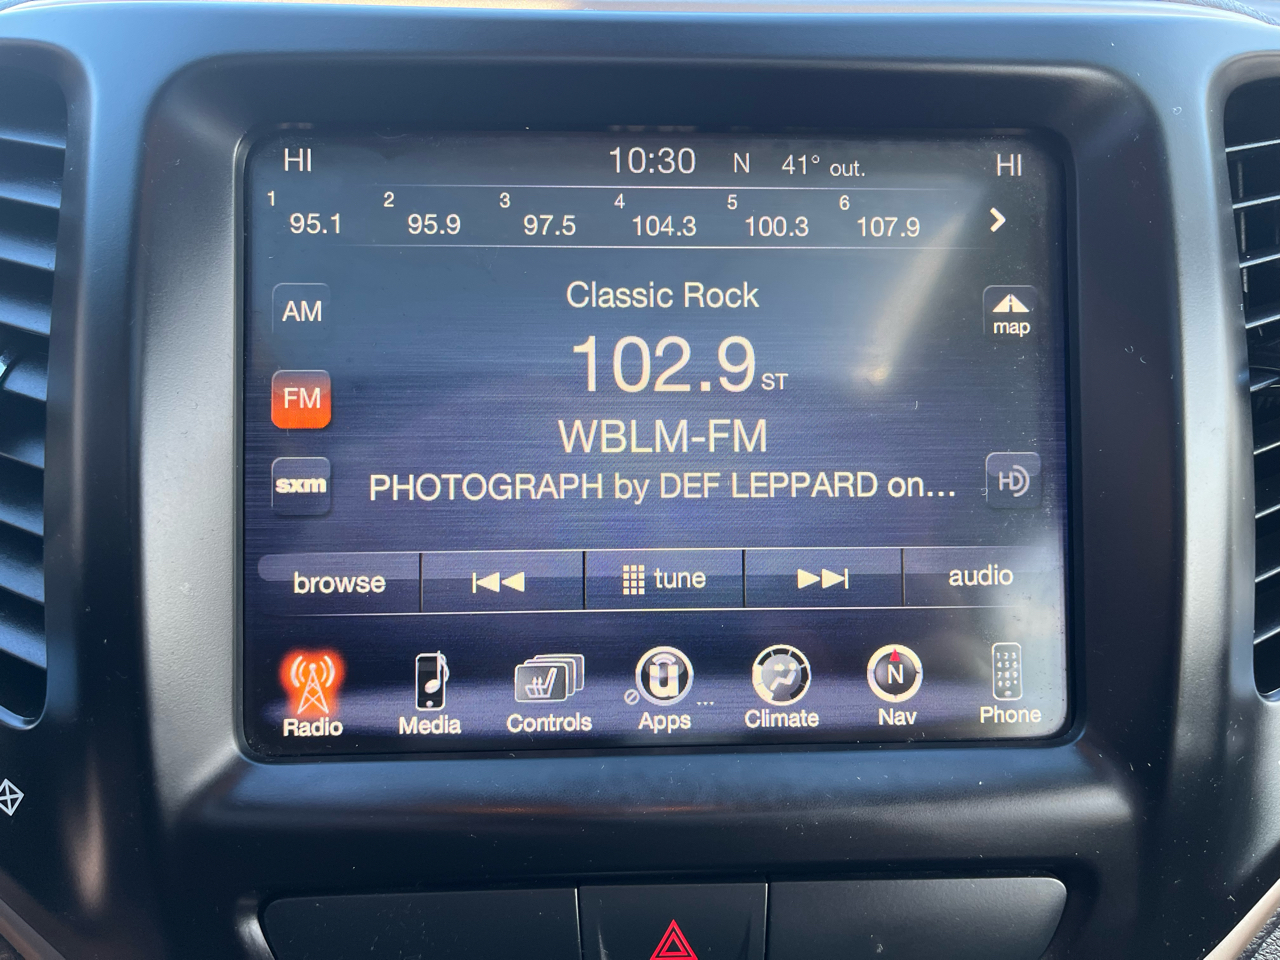 HI 10:30 N 41° out. HI
1 95.1 2 95.9 3 97.5 4 104.3 5 100.3 6 107.9
Classic Rock
AM
map
102.9 ST
FM
WBLM-FM
sxm
PHOTOGRAPH by DEF LEPPARD on...
HD
browse tune audio
N
Radio Media Controls Apps Climate Nav Phone